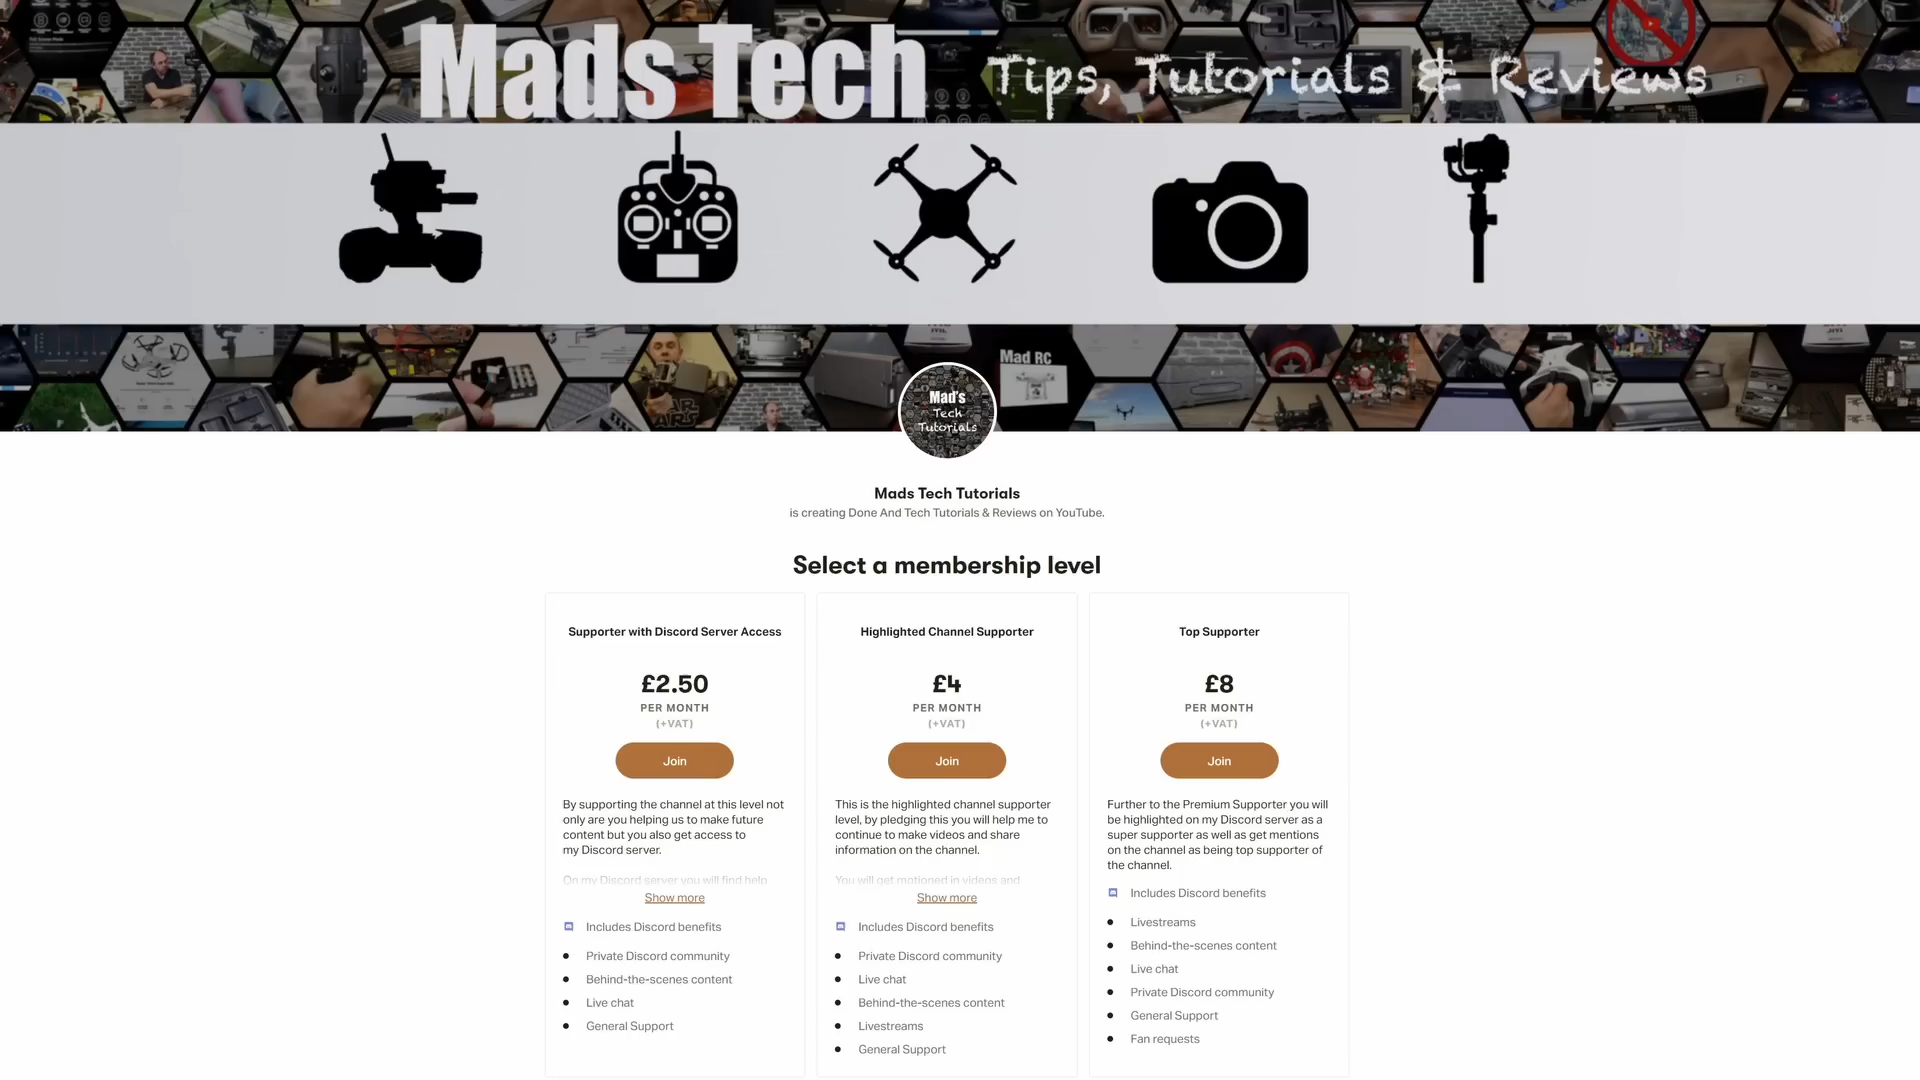 Mads Tech
Tips, Tutorials & Reviews
Mad RC
Mad's
Tech
Tutorials
Mads Tech Tutorials
is creating Done And Tech Tutorials & Reviews on YouTube.
Select a membership level
Supporter with Discord Server Access
£2.50
PER MONTH
(+VAT)
Join
By supporting the channel at this level not
only are you helping us to make future
content but you also get access to
my Discord server.
On my Discord server you will find help
Show more
Includes Discord benefits
Private Discord community
Behind-the-scenes content
Live chat
General Support
Highlighted Channel Supporter
£4
PER MONTH
(+VAT)
Join
This is the highlighted channel supporter
level, by pledging this you will help me to
continue to make videos and share
information on the channel.
You will get motioned in videos and
Show more
Includes Discord benefits
Private Discord community
Live chat
Behind-the-scenes content
Livestreams
General Support
Top Supporter
£8
PER MONTH
(+VAT)
Join
Further to the Premium Supporter you will
be highlighted on my Discord server as a
super supporter as well as get mentions
on the channel as being top supporter of
the channel.
Includes Discord benefits
Livestreams
Behind-the-scenes content
Live chat
Private Discord community
General Support
Fan requests